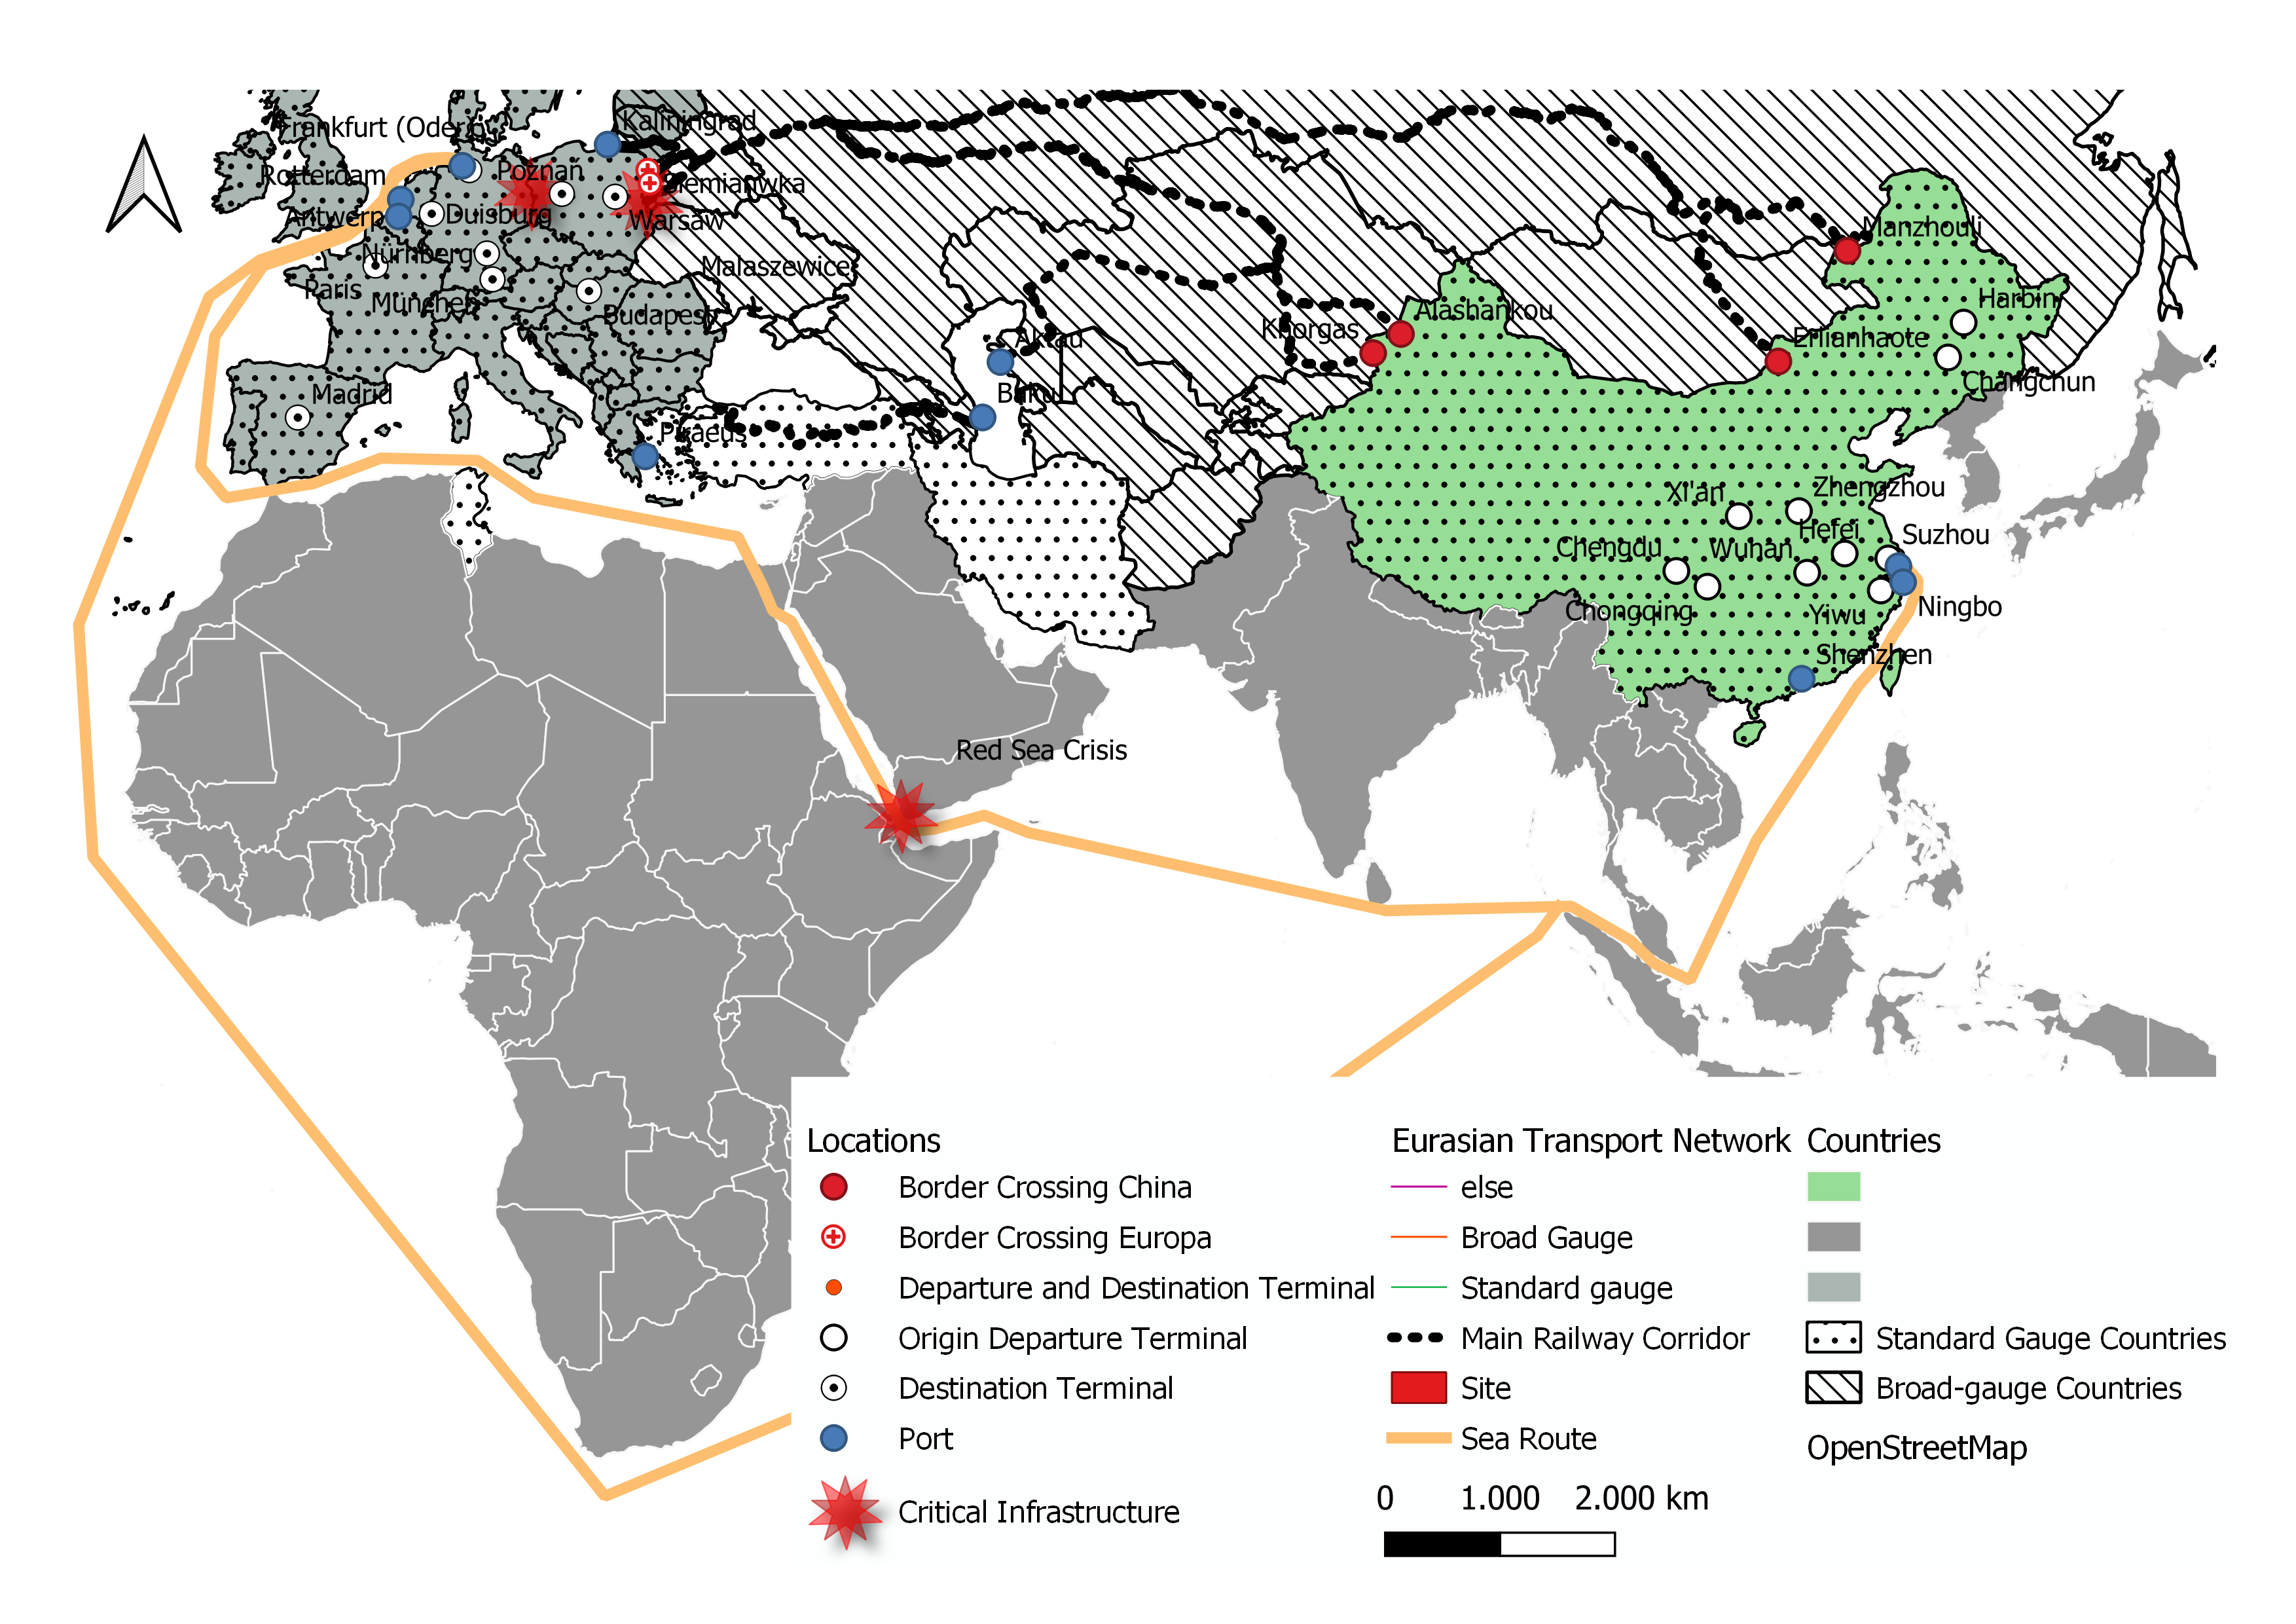 Kaliningrad
Frankfurt (Oder)
Rotterdam
Poznan
Siemianwka
Antwerp
Duisburg
Warsaw
Nürnberg
Malaszewice
Paris
München
Budapest
Madrid
Piraeus
Aktau
Baku
Manzhouli
Harbin
Alashankou
Khorgas
Erlianhaote
Changchun
Xi'an
Zhengzhou
Hefei
Suzhou
Chengdu
Wuhan
Chongqing
Yiwu
Ningbo
Shenzhen
Red Sea Crisis
Locations
Border Crossing China
Border Crossing Europa
Departure and Destination Terminal
Origin Departure Terminal
Destination Terminal
Port
Critical Infrastructure
Eurasian Transport Network
else
Broad Gauge
Standard gauge
Main Railway Corridor
Site
Sea Route
0 1.000 2.000 km
Countries
Standard Gauge Countries
Broad-gauge Countries
OpenStreetMap